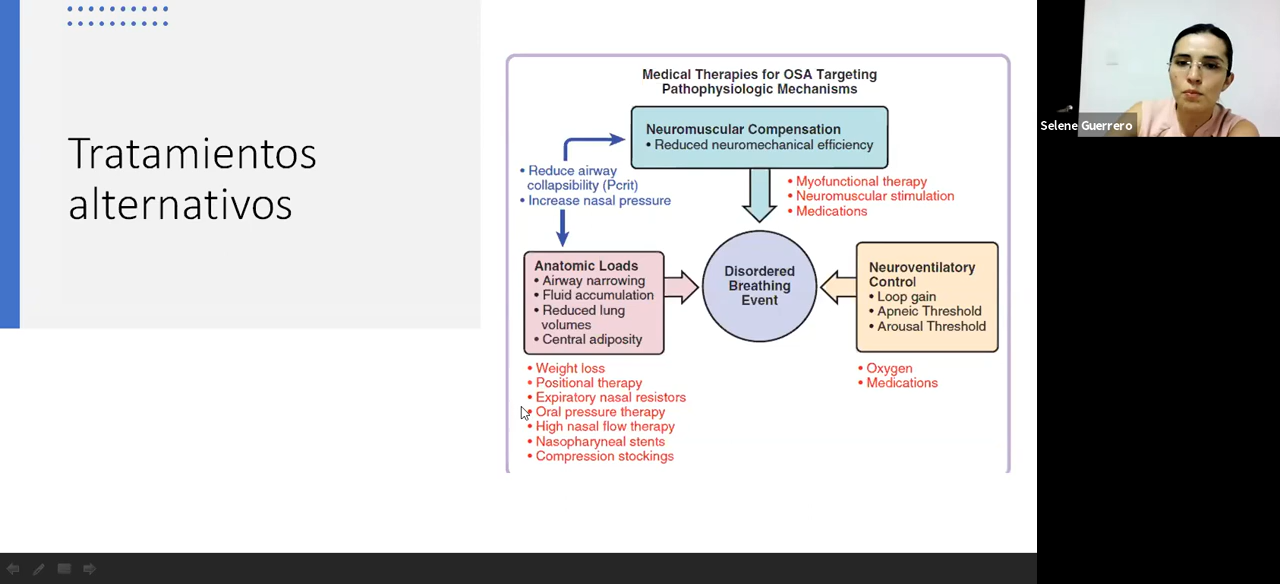 Tratamientos
alternativos
Medical Therapies for OSA Targeting
Pathophysiologic Mechanisms
Neuromuscular Compensation
• Reduced neuromechanical efficiency
• Reduce airway
collapsibility (Pcrit)
• Increase nasal pressure
• Myofunctional therapy
• Neuromuscular stimulation
• Medications
Anatomic Loads
• Airway narrowing
• Fluid accumulation
• Reduced lung
volumes
• Central adiposity
Disordered
Breathing
Event
Neuroventilatory
Control
• Loop gain
• Apneic Threshold
• Arousal Threshold
• Weight loss
• Positional therapy
• Expiratory nasal resistors
• Oral pressure therapy
• High nasal flow therapy
• Nasopharyneal stents
• Compression stockings
• Oxygen
• Medications
Selene Guerrero